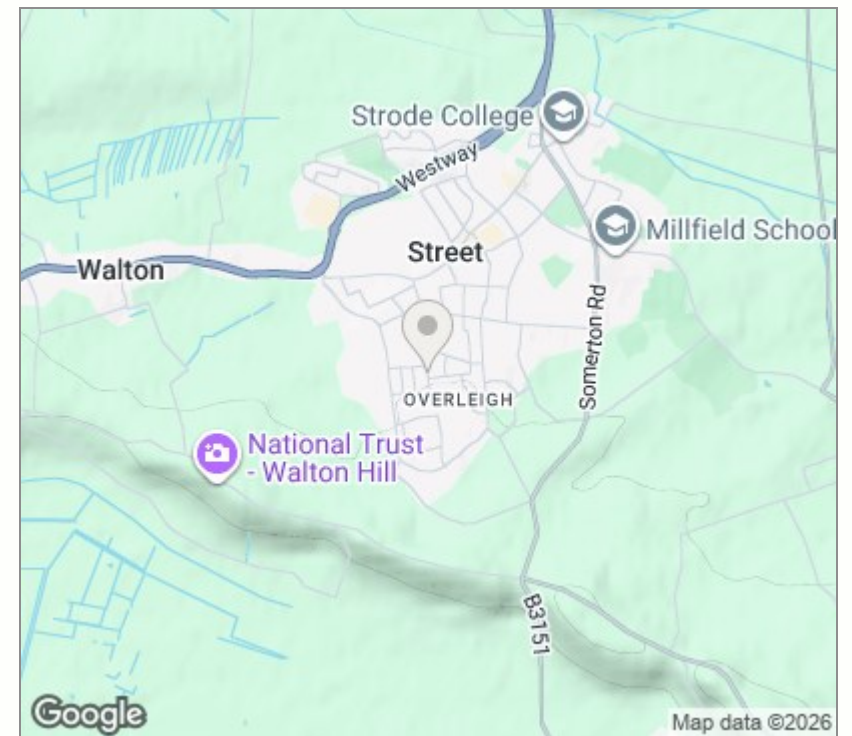 Strode College
Westway
Millfield School
Street
Walton
Somerton Rd
OVERLEIGH
National Trust
- Walton Hill
B3151
Google
Map data ©2026